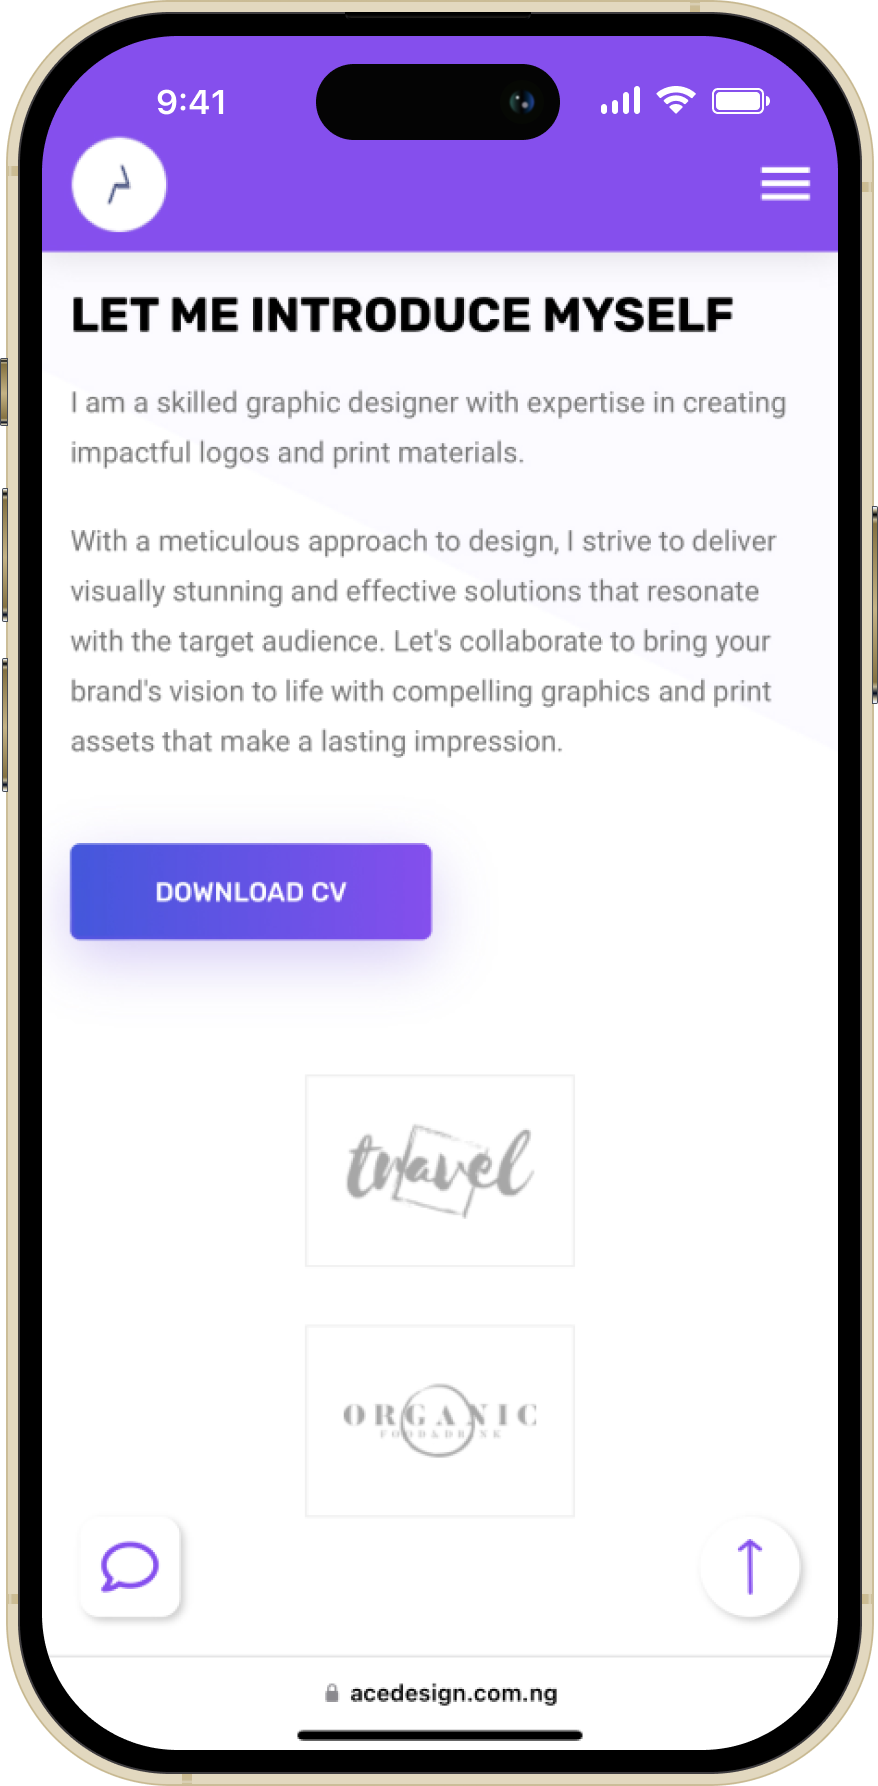 9:41
LET ME INTRODUCE MYSELF
I am a skilled graphic designer with expertise in creating
impactful logos and print materials.
With a meticulous approach to design, I strive to deliver
visually stunning and effective solutions that resonate
with the target audience. Let's collaborate to bring your
brand's vision to life with compelling graphics and print
assets that make a lasting impression.
DOWNLOAD CV
travel
ORGANIC
FOOD&DRINK
acedesign.com.ng